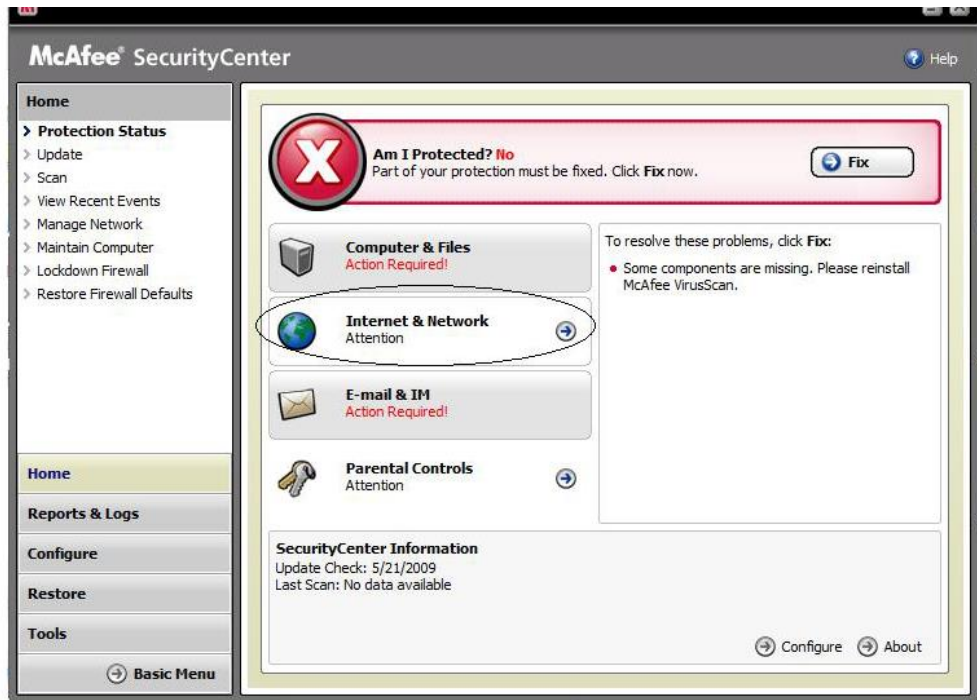 McAfee® SecurityCenter
Help
Home
Protection Status
Update
Scan
View Recent Events
Manage Network
Maintain Computer
Lockdown Firewall
Restore Firewall Defaults
Home
Reports & Logs
Configure
Restore
Tools
Basic Menu
Am I Protected? No
Part of your protection must be fixed. Click Fix now.
Fix
Computer & Files
Action Required!
Internet & Network
Attention
E-mail & IM
Action Required!
Parental Controls
Attention
To resolve these problems, click Fix:
• Some components are missing. Please reinstall
McAfee VirusScan.
SecurityCenter Information
Update Check: 5/21/2009
Last Scan: No data available
Configure
About